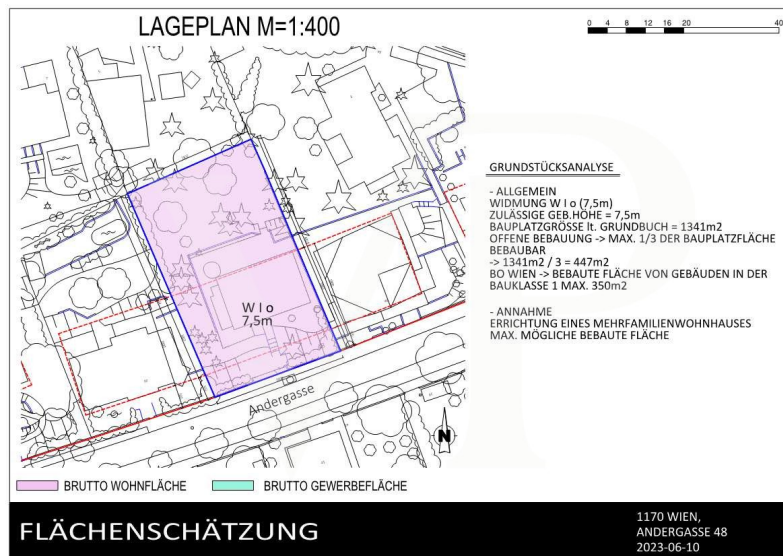 LAGEPLAN M=1:400
0 4 8 12 16 20 40
GRUNDSTÜCKSANALYSE
- ALLGEMEIN
WIDMUNG W I o (7,5m)
ZULÄSSIGE GEB.HÖHE = 7,5m
BAUPLATZGRÖSSE lt. GRUNDBUCH = 1341m2
OFFENE BEBAUUNG -> MAX. 1/3 DER BAUPLATZFLÄCHE
BEBAUBAR
-> 1341m2 / 3 = 447m2
BO WIEN -> BEBAUTE FLÄCHE VON GEBÄUDEN IN DER
BAUKLASSE 1 MAX. 350m2
- ANNAHME
ERRICHTUNG EINES MEHRFAMILIENWOHNHAUSES
MAX. MÖGLICHE BEBAUTE FLÄCHE
W I o
7,5m
Andergasse
N
BRUTTO WOHNFLÄCHE
BRUTTO GEWERBEFLÄCHE
FLÄCHENSCHÄTZUNG
1170 WIEN,
ANDERGASSE 48
2023-06-10